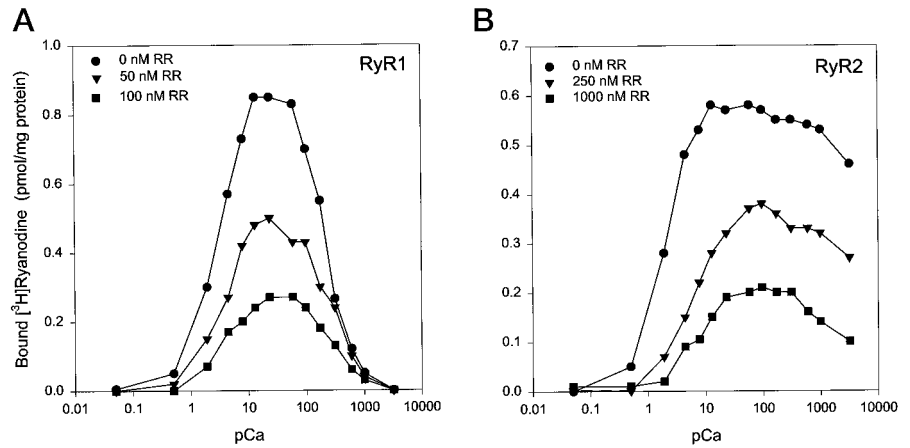 A
RyR1
0 nM RR
50 nM RR
100 nM RR
Bound [³H]Ryanodine (pmol/mg protein)
1.0
0.8
0.6
0.4
0.2
0.0
0.01 0.1 1 10 100 1000 10000
pCa
B
RyR2
0 nM RR
250 nM RR
1000 nM RR
0.7
0.6
0.5
0.4
0.3
0.2
0.1
0.0
0.01 0.1 1 10 100 1000 10000
pCa